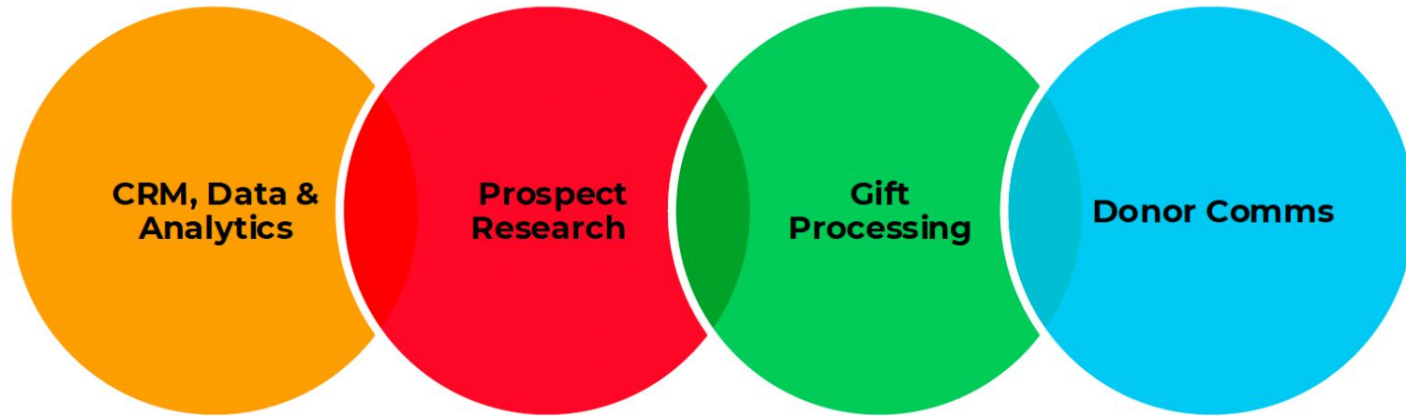 CRM, Data &
Analytics
Prospect
Research
Gift
Processing
Donor Comms